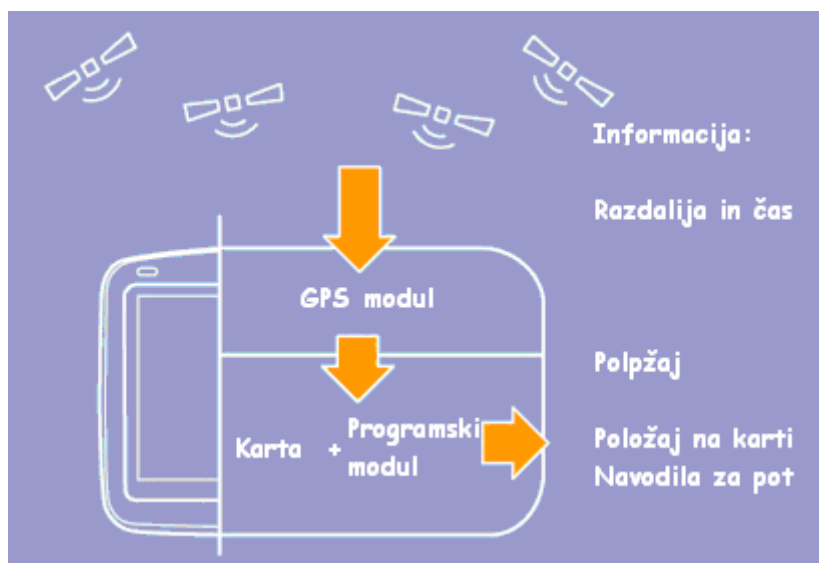 Informacija:
Razdalija in čas
GPS modul
Polpžaj
Karta + Programski modul
Položaj na karti
Navodila za pot